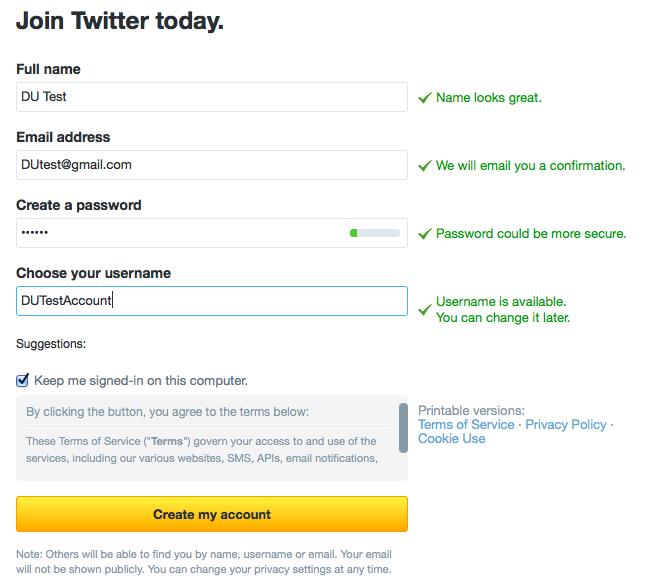 Join Twitter today.
Full name
DU Test
Name looks great.
Email address
DUtest@gmail.com
We will email you a confirmation.
Create a password
••••••
Password could be more secure.
Choose your username
DUTestAccount
Username is available.
You can change it later.
Suggestions:
Keep me signed-in on this computer.
By clicking the button, you agree to the terms below:
These Terms of Service ("Terms") govern your access to and use of the
services, including our various websites, SMS, APIs, email notifications,
Printable versions:
Terms of Service · Privacy Policy ·
Cookie Use
Create my account
Note: Others will be able to find you by name, username or email. Your email
will not be shown publicly. You can change your privacy settings at any time.